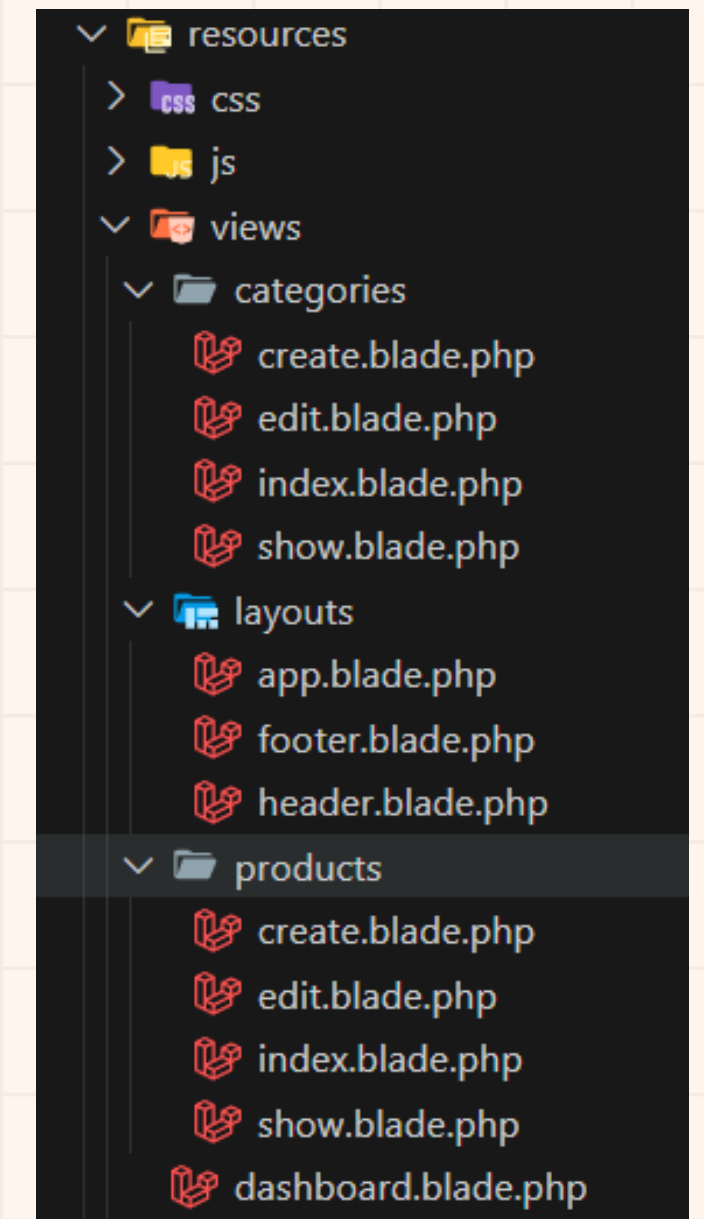 resources
css css
JS js
views
categories
create.blade.php
edit.blade.php
index.blade.php
show.blade.php
layouts
app.blade.php
footer.blade.php
header.blade.php
products
create.blade.php
edit.blade.php
index.blade.php
show.blade.php
dashboard.blade.php